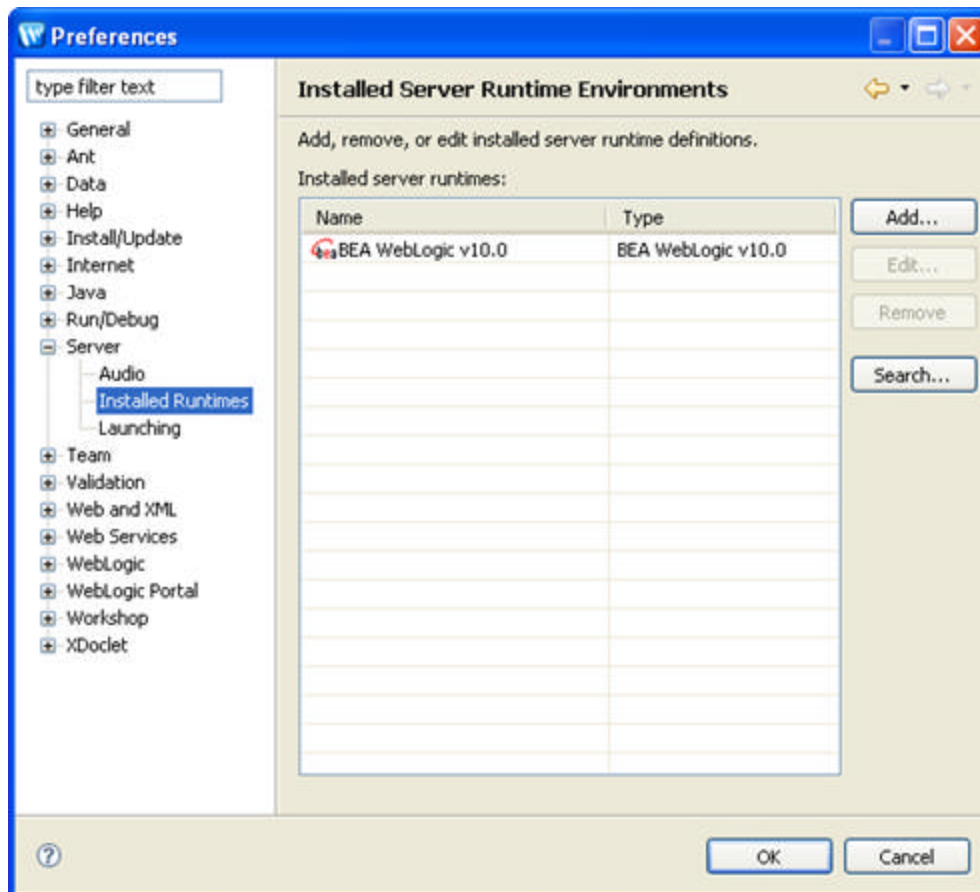 Preferences
type filter text
General
Ant
Data
Help
Install/Update
Internet
Java
Run/Debug
Server
Audio
Installed Runtimes
Launching
Team
Validation
Web and XML
Web Services
WebLogic
WebLogic Portal
Workshop
XDoclet
Installed Server Runtime Environments
Add, remove, or edit installed server runtime definitions.
Installed server runtimes:
Name Type
bea BEA WebLogic v10.0 BEA WebLogic v10.0
Add...
Edit...
Remove
Search...
?
OK Cancel